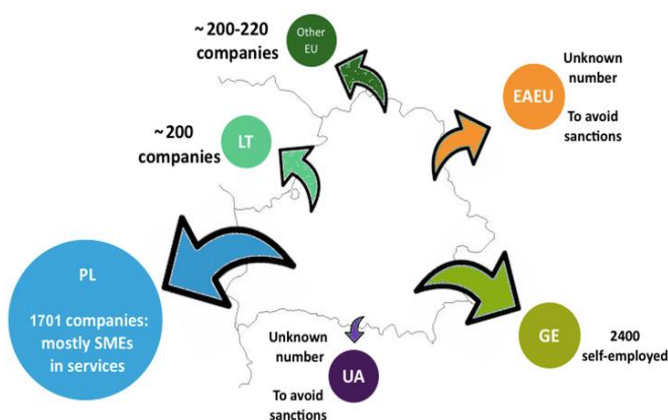 ~ 200-220
companies
Other
EU
Unknown
number
EAEU
To avoid
sanctions
~ 200
companies
LT
PL
1701 companies:
mostly SMEs
in services
Unknown
number
UA
To avoid
sanctions
GE
2400
self-employed